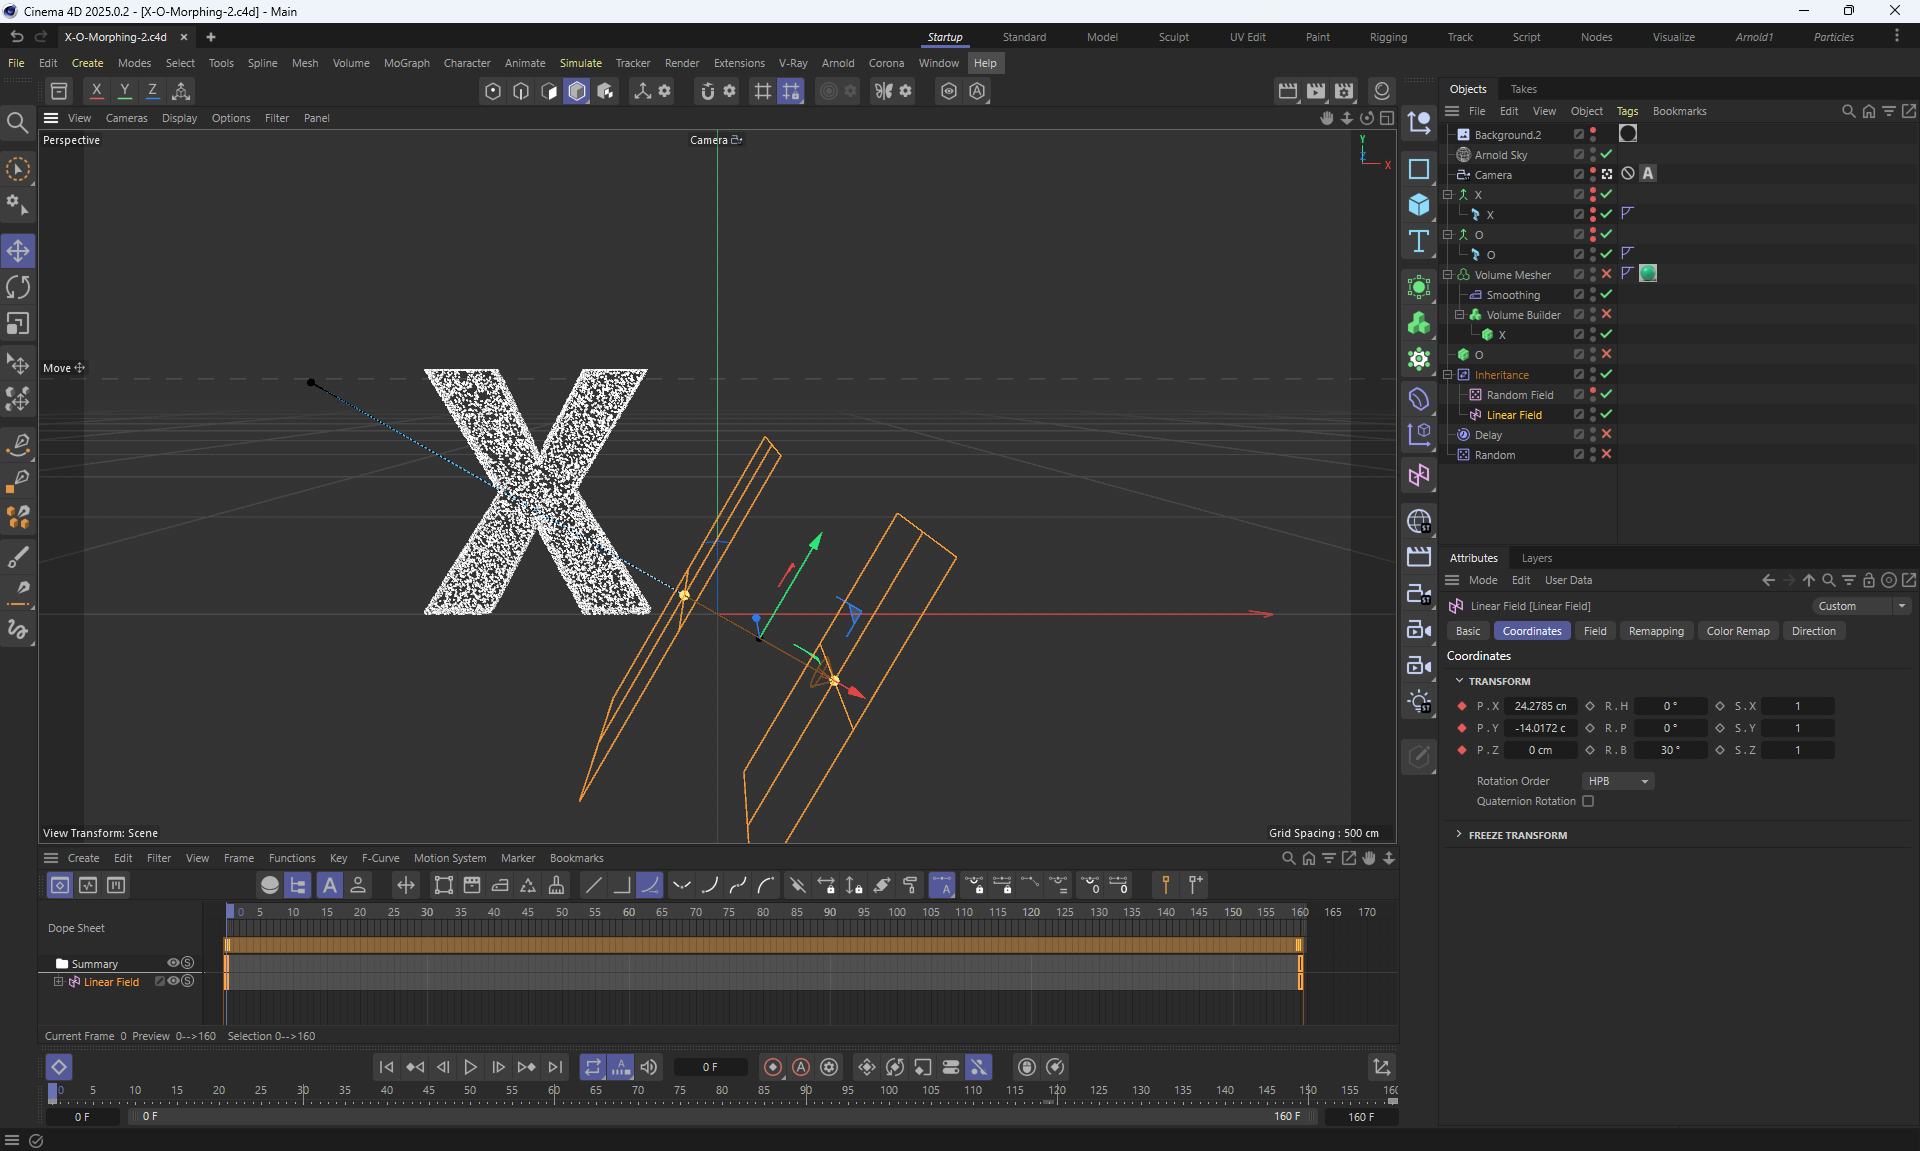 Cinema 4D 2025.0.2 - [X-O-Morphing-2.c4d] - Main
X-O-Morphing-2.c4d
Startup Standard Model Sculpt UV Edit Paint Rigging Track Script Nodes Visualize Arnold1 Particles
File Edit Create Modes Select Tools Spline Mesh Volume MoGraph Character Animate Simulate Tracker Render Extensions V-Ray Arnold Corona Window Help
X Y Z
View Cameras Display Options Filter Panel
Perspective
Camera
Y
Z
X
Move
View Transform: Scene
Grid Spacing : 500 cm
ST
ST
ST
Objects Takes
File Edit View Object Tags Bookmarks
Background.2
Arnold Sky
Camera
A
X
X
O
O
Volume Mesher
Smoothing
Volume Builder
X
O
Inheritance
Random Field
Linear Field
Delay
Random
Attributes Layers
Mode Edit User Data
Linear Field [Linear Field]
Custom
Basic Coordinates Field Remapping Color Remap Direction
Coordinates
TRANSFORM
P . X 24.2785 cn R . H 0 ° S . X 1
P . Y -14.0172 c R . P 0 ° S . Y 1
P . Z 0 cm R . B 30 ° S . Z 1
Rotation Order HPB
Quaternion Rotation
FREEZE TRANSFORM
Create Edit Filter View Frame Functions Key F-Curve Motion System Marker Bookmarks
A A 0 0
0 5 10 15 20 25 30 35 40 45 50 55 60 65 70 75 80 85 90 95 100 105 110 115 120 125 130 135 140 145 150 155 160 165 170
Dope Sheet
Summary
Linear Field
Current Frame 0 Preview 0-->160 Selection 0-->160
0 F
0 5 10 15 20 25 30 35 40 45 50 55 60 65 70 75 80 85 90 95 100 105 110 115 120 125 130 135 140 145 150 155 160
0 F 0 F 160 F 160 F